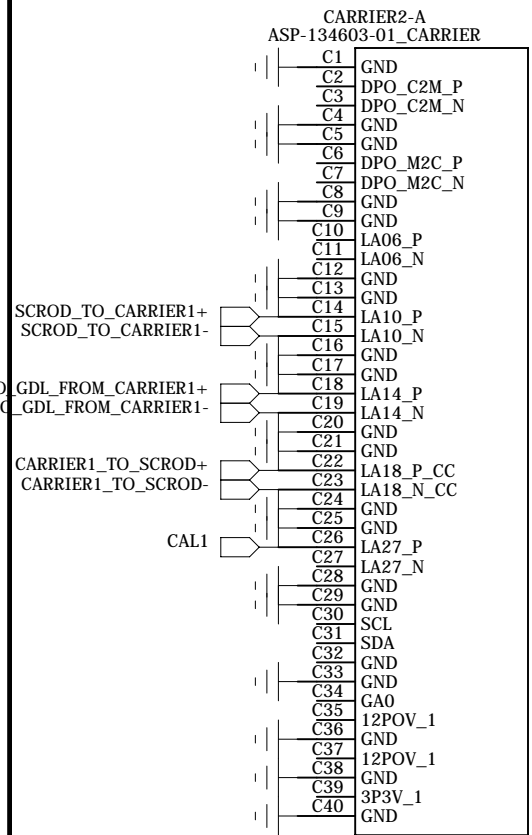 CARRIER2-A
ASP-134603-01_CARRIER
C1 GND
C2 DPO_C2M_P
C3 DPO_C2M_N
C4 GND
C5 GND
C6 DPO_M2C_P
C7 DPO_M2C_N
C8 GND
C9 GND
C10 LA06_P
C11 LA06_N
C12 GND
C13 GND
SCROD_TO_CARRIER1+ C14 LA10_P
SCROD_TO_CARRIER1- C15 LA10_N
C16 GND
C17 GND
_GDL_FROM_CARRIER1+ C18 LA14_P
_GDL_FROM_CARRIER1- C19 LA14_N
C20 GND
C21 GND
CARRIER1_TO_SCROD+ C22 LA18_P_CC
CARRIER1_TO_SCROD- C23 LA18_N_CC
C24 GND
C25 GND
CAL1 C26 LA27_P
C27 LA27_N
C28 GND
C29 GND
C30 SCL
C31 SDA
C32 GND
C33 GND
C34 GA0
C35 12POV_1
C36 GND
C37 12POV_1
C38 GND
C39 3P3V_1
C40 GND